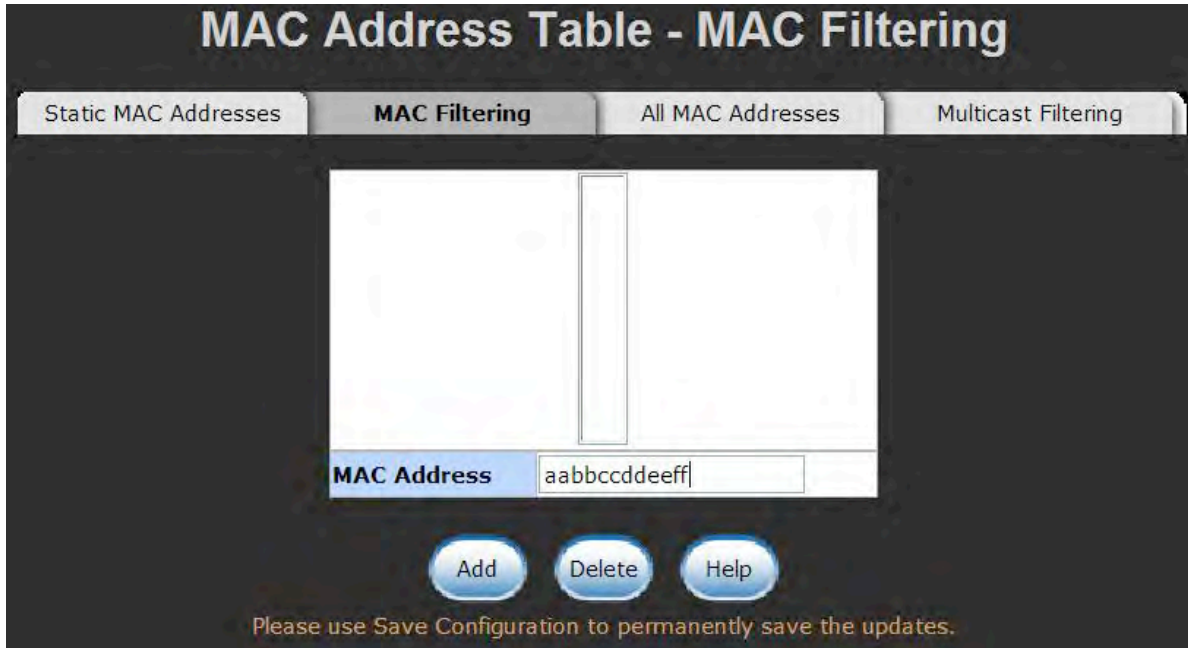 MAC Address Table - MAC Filtering
Static MAC Addresses MAC Filtering All MAC Addresses Multicast Filtering
MAC Address aabbccddeeff
Add Delete Help
Please use Save Configuration to permanently save the updates.